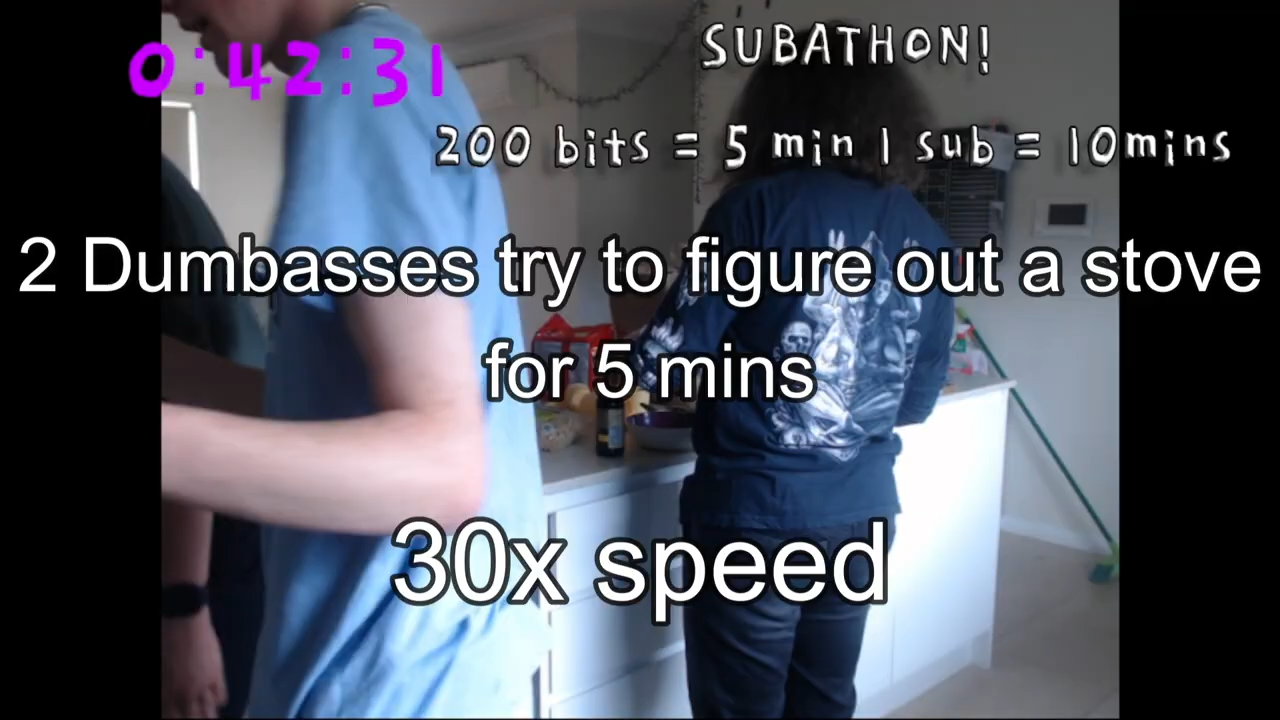 SUBATHON!
0:42:31
200 bits = 5 min | sub = 10mins
2 Dumbasses try to figure out a stove
for 5 mins
30x speed